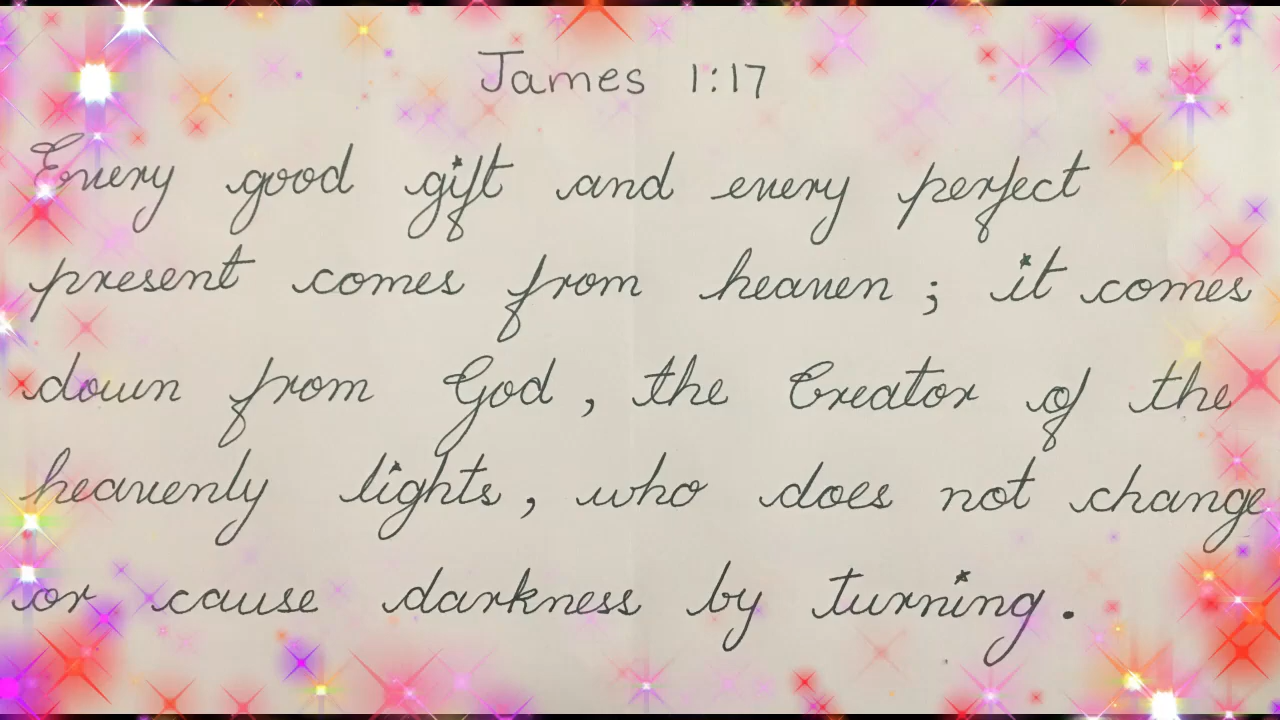 James 1:17
Every good gift and every perfect
present comes from heaven ; it comes
down from God , the Creator of the
heavenly lights , who does not change
or cause darkness by turning .